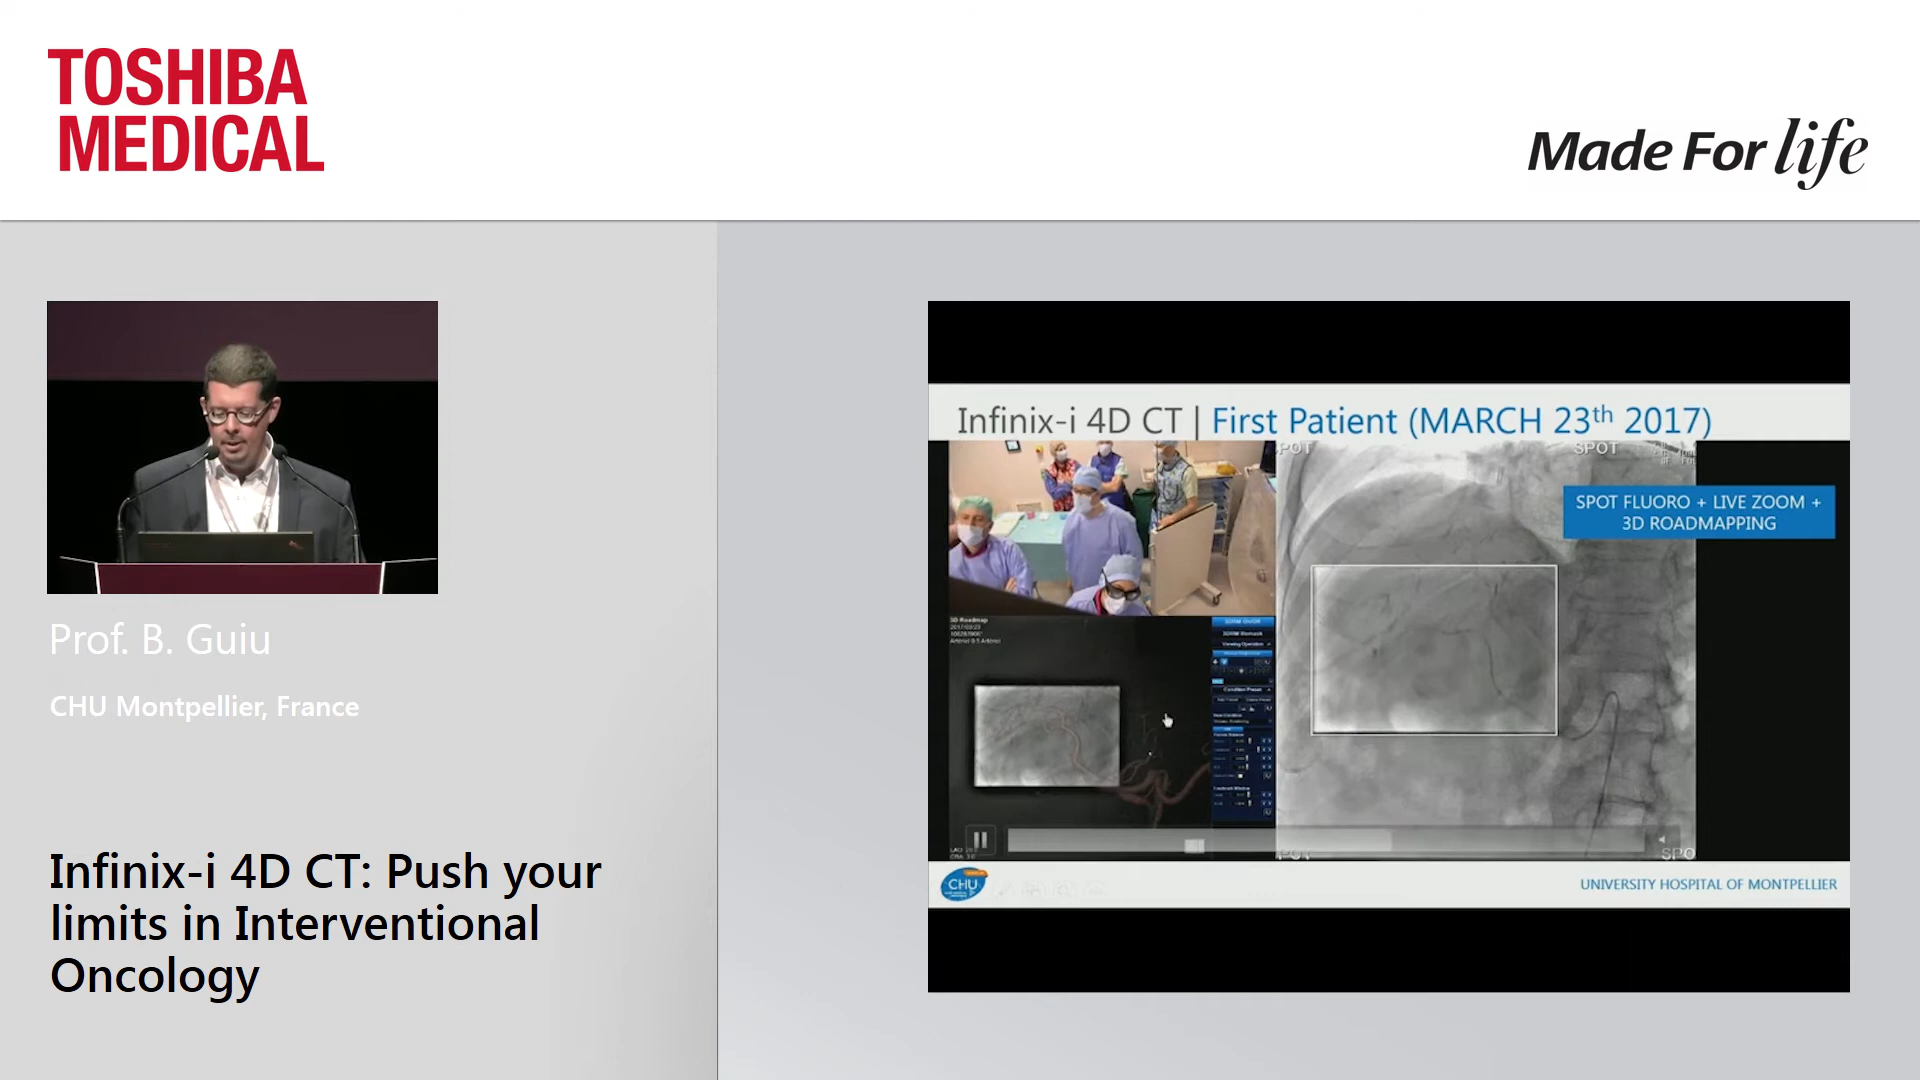 TOSHIBA
MEDICAL
Made For life
Prof. B. Guiu
CHU Montpellier, France
Infinix-i 4D CT: Push your
limits in Interventional
Oncology
Infinix-i 4D CT | First Patient (MARCH 23th 2017)
SPOT
SPOT
SPOT FLUORO + LIVE ZOOM +
3D ROADMAPPING
3D Roadmap
SPOT
SPO
CHU
UNIVERSITY HOSPITAL OF MONTPELLIER